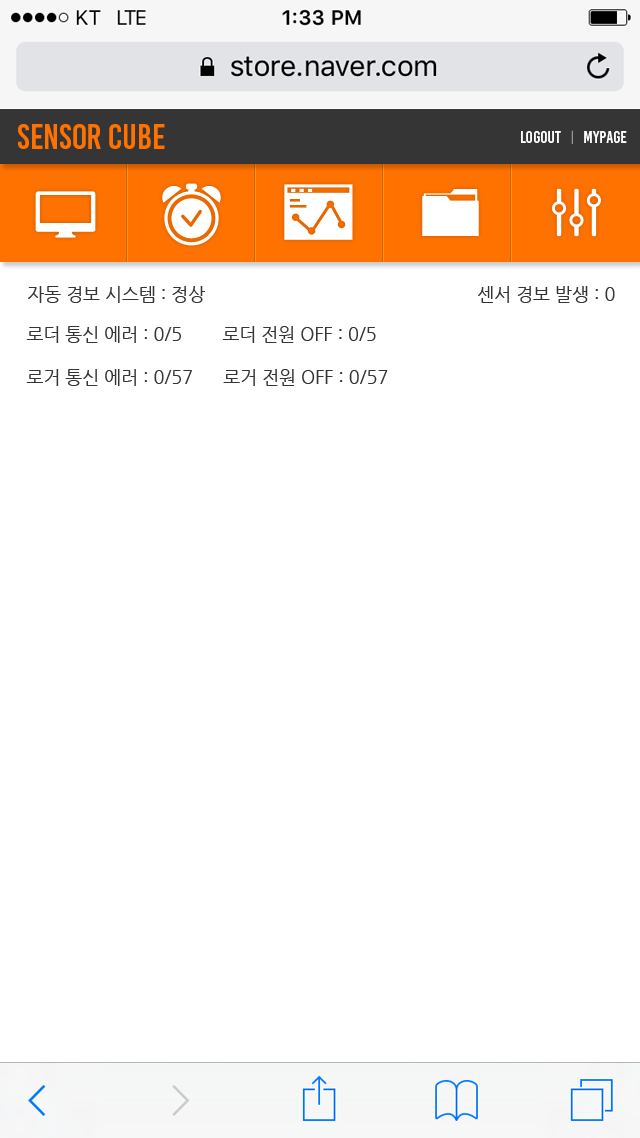 KT LTE 1:33 PM
store.naver.com
SENSOR CUBE LOGOUT | MYPAGE
자동 경보 시스템 : 정상 센서 경보 발생 : 0
로더 통신 에러 : 0/5 로더 전원 OFF : 0/5
로거 통신 에러 : 0/57 로거 전원 OFF : 0/57